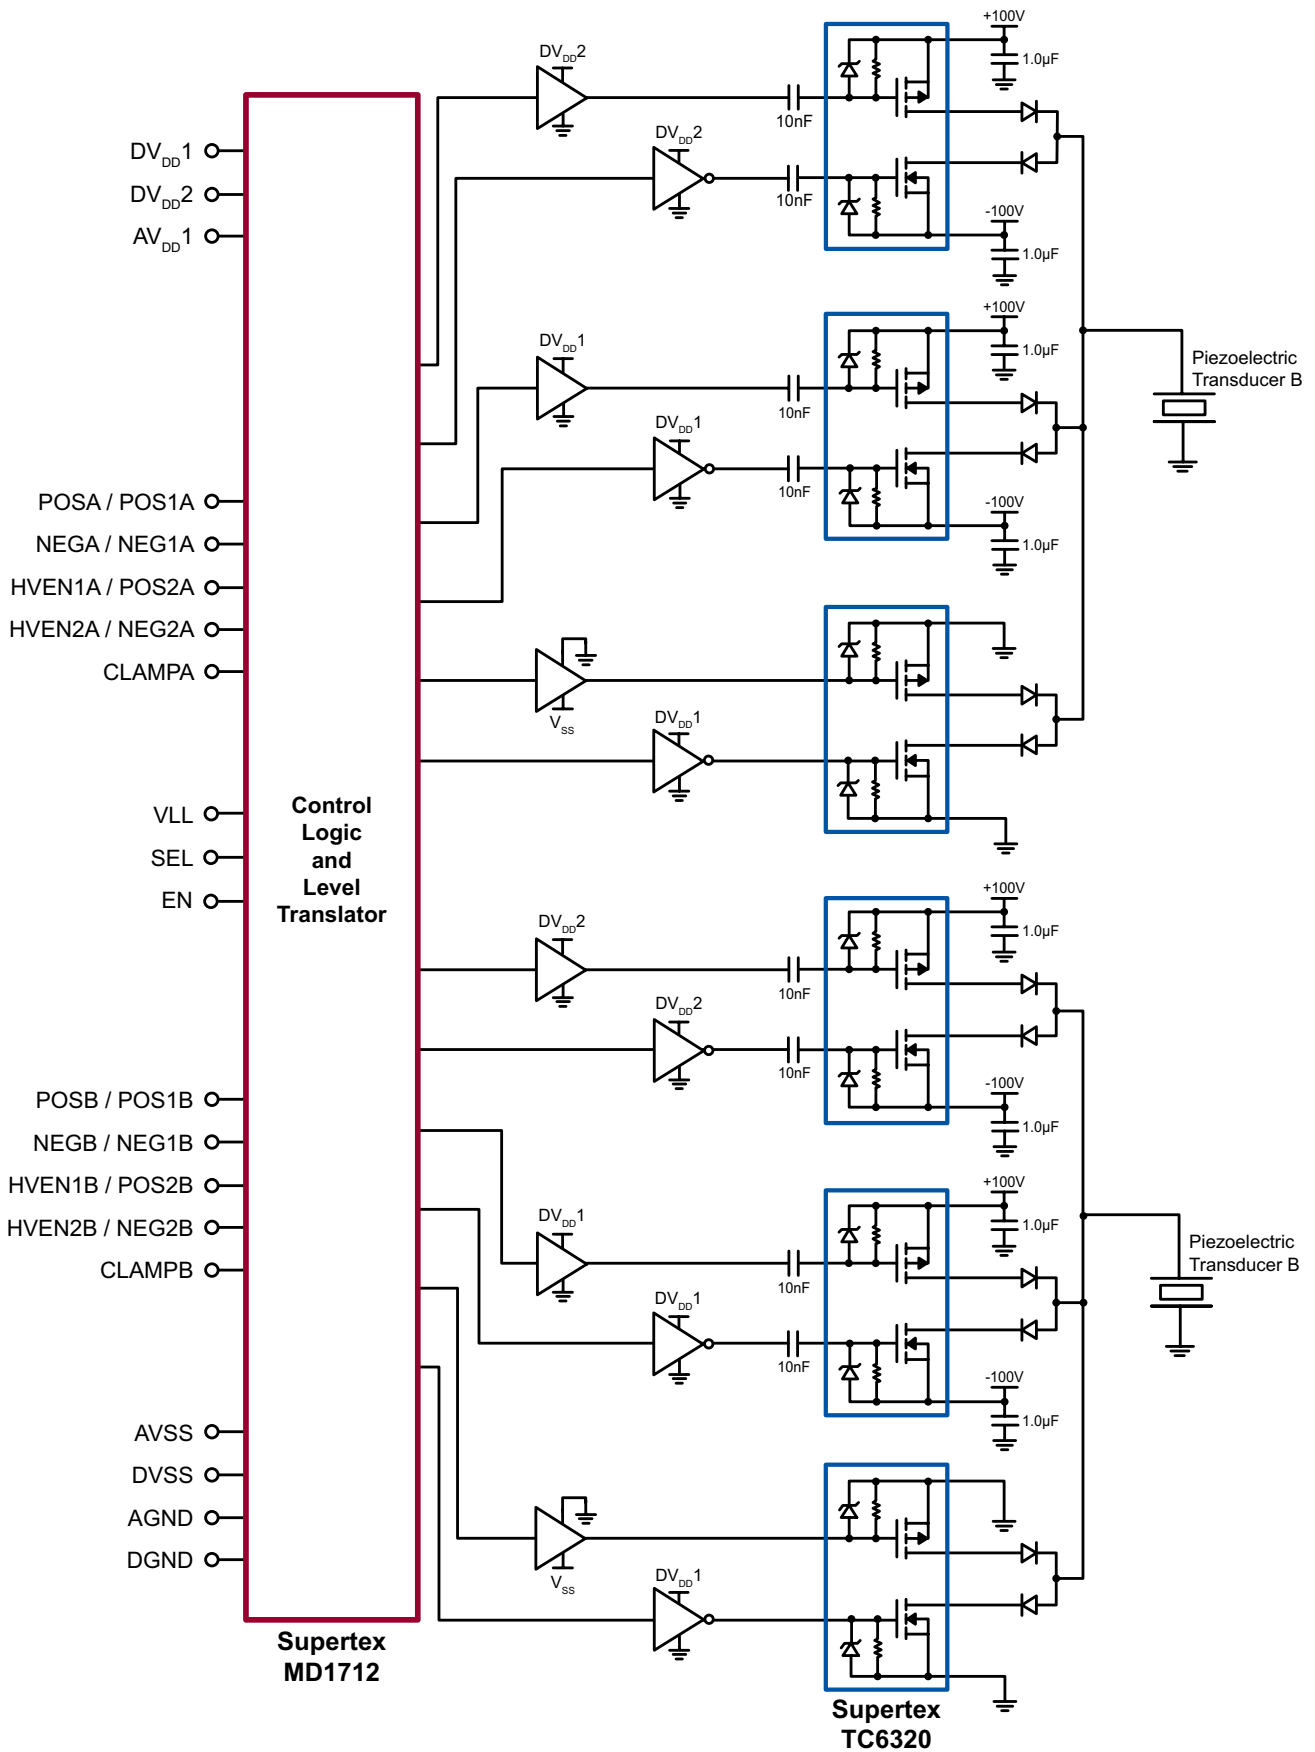 DVDD1
DVDD2
AVDD1
POSA / POS1A
NEGA / NEG1A
HVEN1A / POS2A
HVEN2A / NEG2A
CLAMPA
VLL
SEL
EN
POSB / POS1B
NEGB / NEG1B
HVEN1B / POS2B
HVEN2B / NEG2B
CLAMPB
AVSS
DVSS
AGND
DGND
Control
Logic
and
Level
Translator
Supertex
MD1712
DVDD2
10nF
+100V
1.0µF
DVDD2
10nF
-100V
1.0µF
DVDD1
10nF
+100V
1.0µF
DVDD1
10nF
-100V
1.0µF
Piezoelectric
Transducer B
VSS
DVDD1
DVDD2
10nF
+100V
1.0µF
DVDD2
10nF
-100V
1.0µF
DVDD1
10nF
+100V
1.0µF
DVDD1
10nF
-100V
1.0µF
Piezoelectric
Transducer B
VSS
DVDD1
Supertex
TC6320